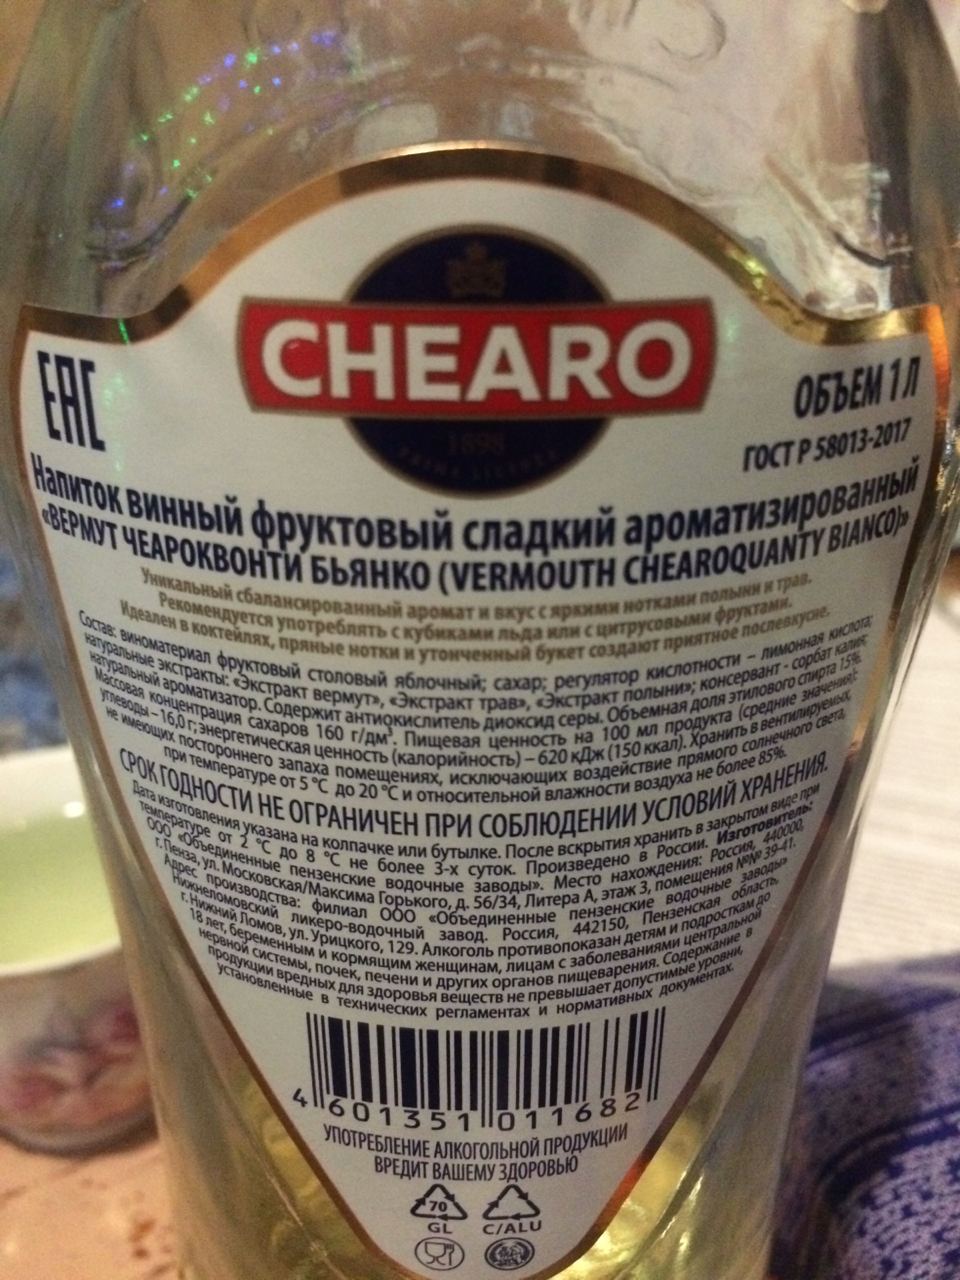 CHEARO
1898
EAC
ОБЪЕМ 1 Л
ГОСТ Р 58013-2017
Напиток винный фруктовый сладкий ароматизированный
«ВЕРМУТ ЧЕАРОКВОНТИ БЬЯНКО (VERMOUTH CHEAROQUANTY BIANCO)»
Уникальный сбалансированный аромат и вкус с яркими нотками полыни и трав.
Рекомендуется употреблять с кубиками льда или с цитрусовыми фруктами.
Идеален в коктейлях, пряные нотки и утонченный букет создают приятное послевкусие.
Состав: виноматериал фруктовый столовый яблочный; сахар; регулятор кислотности – лимонная кислота;
натуральные экстракты: «Экстракт вермут», «Экстракт трав», «Экстракт полыни»; консервант - сорбат калия;
натуральный ароматизатор. Содержит антиокислитель диоксид серы. Объемная доля этилового спирта 15%.
Массовая концентрация сахаров 160 г/дм³. Пищевая ценность на 100 мл продукта (средние значения):
углеводы – 16,0 г; энергетическая ценность (калорийность) – 620 кДж (150 ккал). Хранить в вентилируемых,
не имеющих постороннего запаха помещениях, исключающих воздействие прямого солнечного света,
при температуре от 5 °С до 20 °С и относительной влажности воздуха не более 85%.
СРОК ГОДНОСТИ НЕ ОГРАНИЧЕН ПРИ СОБЛЮДЕНИИ УСЛОВИЙ ХРАНЕНИЯ.
Дата изготовления указана на колпачке или бутылке. После вскрытия хранить в закрытом виде при
температуре от 2 °С до 8 °С не более 3-х суток. Произведено в России. Изготовитель:
ООО «Объединенные пензенские водочные заводы». Место нахождения: Россия, 440000,
г. Пенза, ул. Московская/Максима Горького, д. 56/34, Литера А, этаж 3, помещения №№ 39-41.
Адрес производства: филиал ООО «Объединенные пензенские водочные заводы»
Нижнеломовский ликеро-водочный завод. Россия, 442150, Пензенская область,
г. Нижний Ломов, ул. Урицкого, 129. Алкоголь противопоказан детям и подросткам до
18 лет, беременным и кормящим женщинам, лицам с заболеваниями центральной
нервной системы, почек, печени и других органов пищеварения. Содержание в
продукции вредных для здоровья веществ не превышает допустимые уровни,
установленные в технических регламентах и нормативных документах.
4 601351 011682
УПОТРЕБЛЕНИЕ АЛКОГОЛЬНОЙ ПРОДУКЦИИ
ВРЕДИТ ВАШЕМУ ЗДОРОВЬЮ
70
GL C/ALU